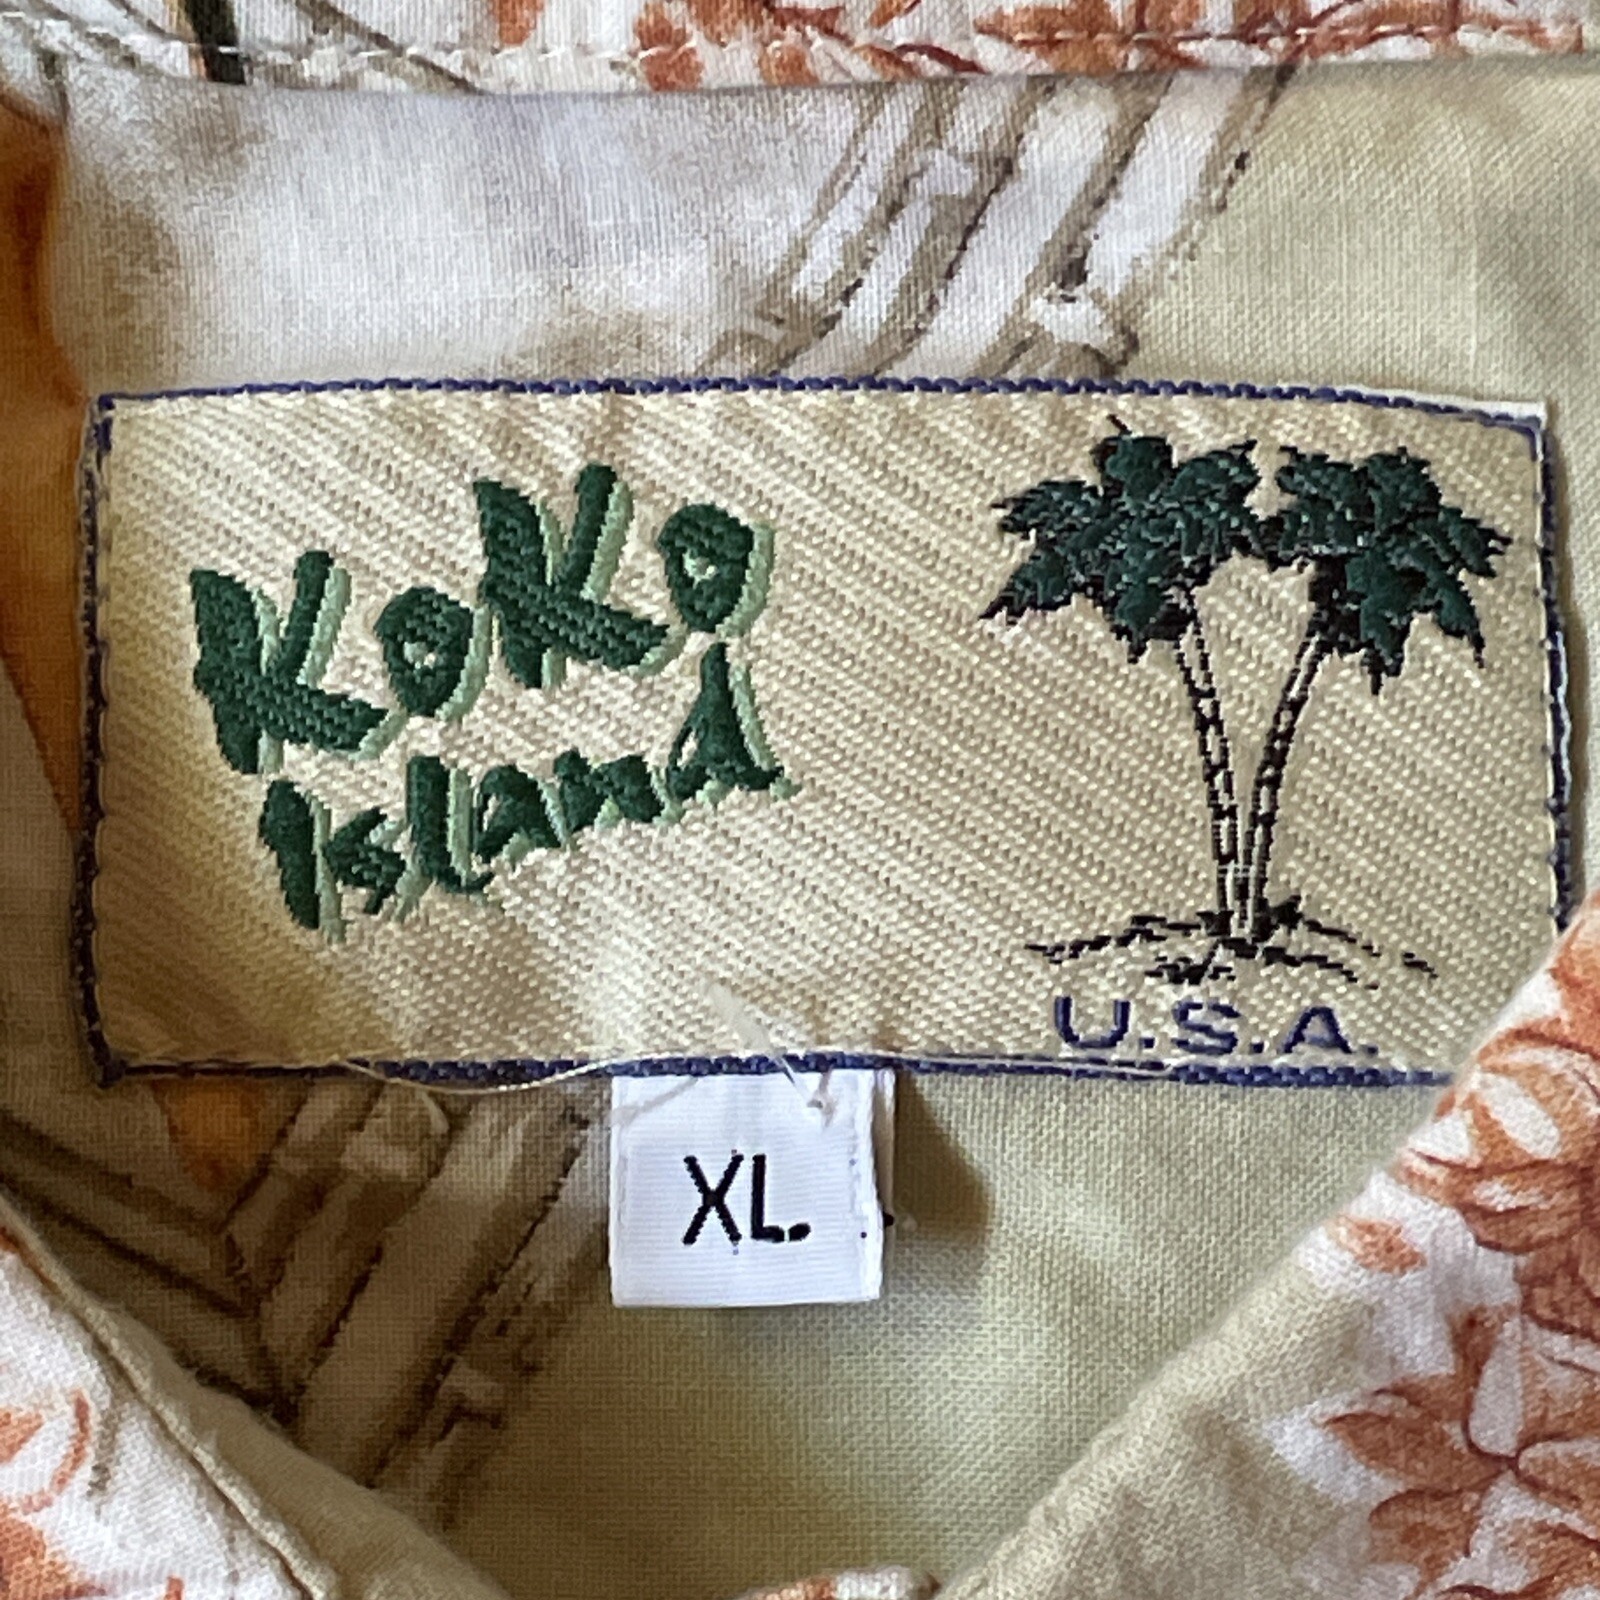 KoKo
Island
U.S.A.
XL.